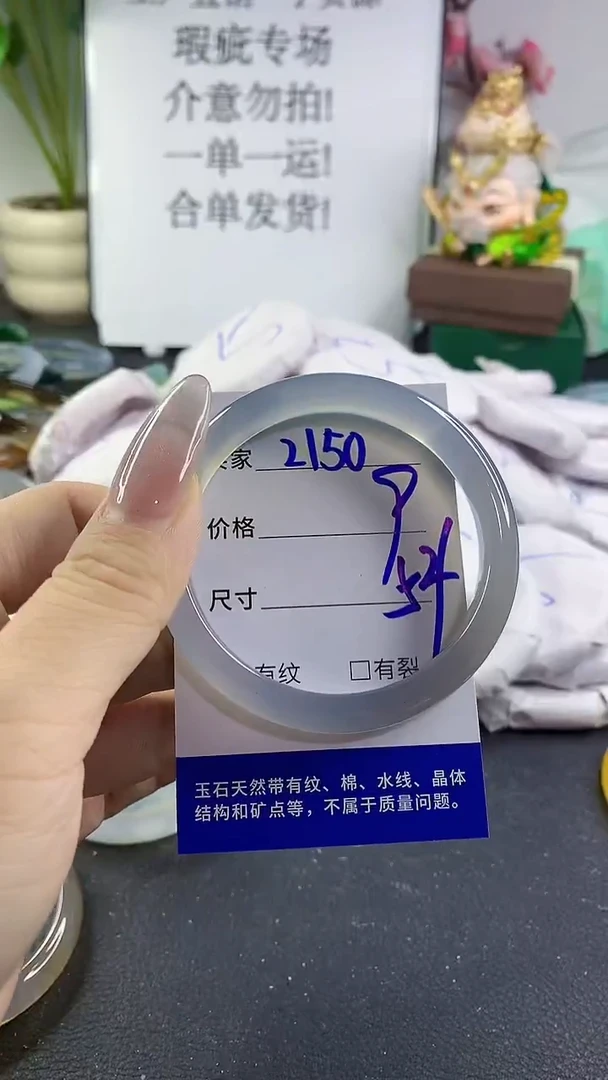 瑕疵专场
介意勿拍!
一单一运!
合单发货!
家 2150
价格
尺寸 54
有纹 □有裂
玉石天然带有纹、棉、水线、晶体
结构和矿点等，不属于质量问题。